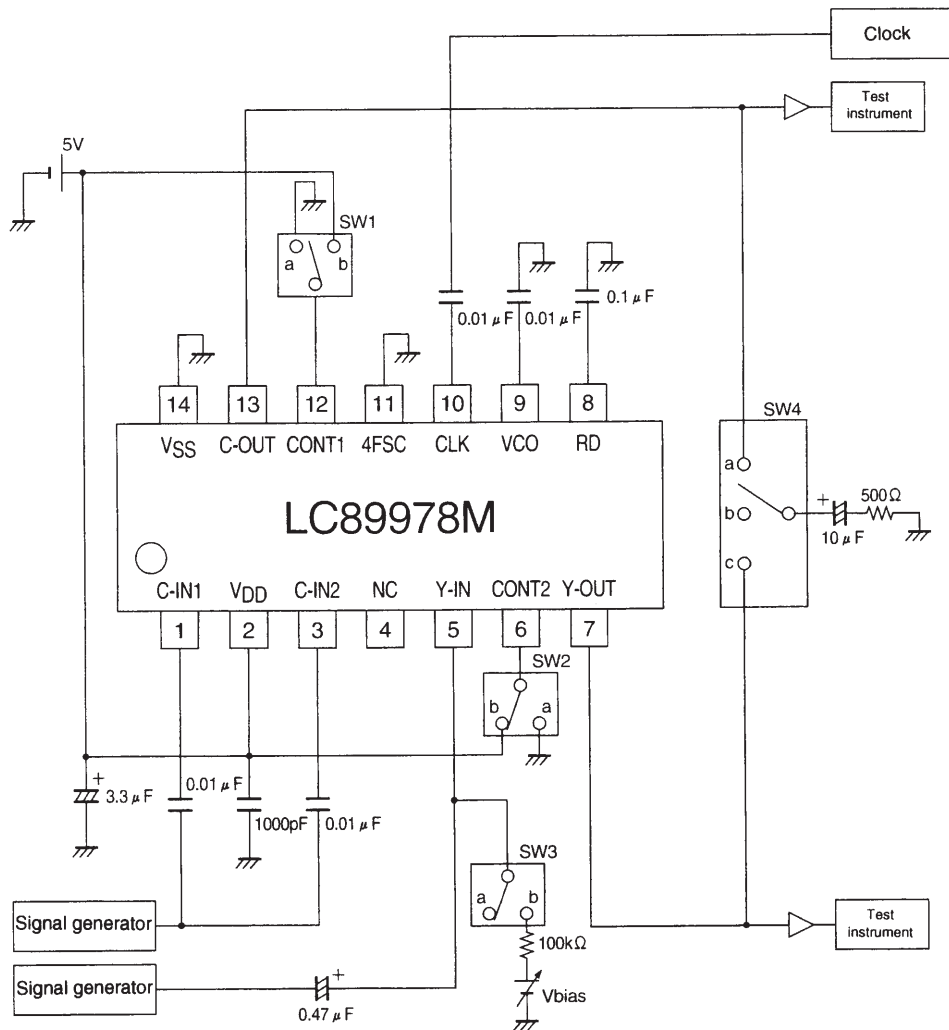 Clock
Test
instrument
5V
SW1
a
b
0.01 μF
0.01 μF
0.1 μF
14
13
12
11
10
9
8
VSS
C-OUT
CONT1
4FSC
CLK
VCO
RD
SW4
a
b
c
+
500Ω
10 μF
LC89978M
C-IN1
VDD
C-IN2
NC
Y-IN
CONT2
Y-OUT
1
2
3
4
5
6
7
SW2
b
a
+
3.3 μF
0.01 μF
1000pF
0.01 μF
SW3
a
b
Signal generator
100kΩ
Test
instrument
Signal generator
+
0.47 μF
Vbias